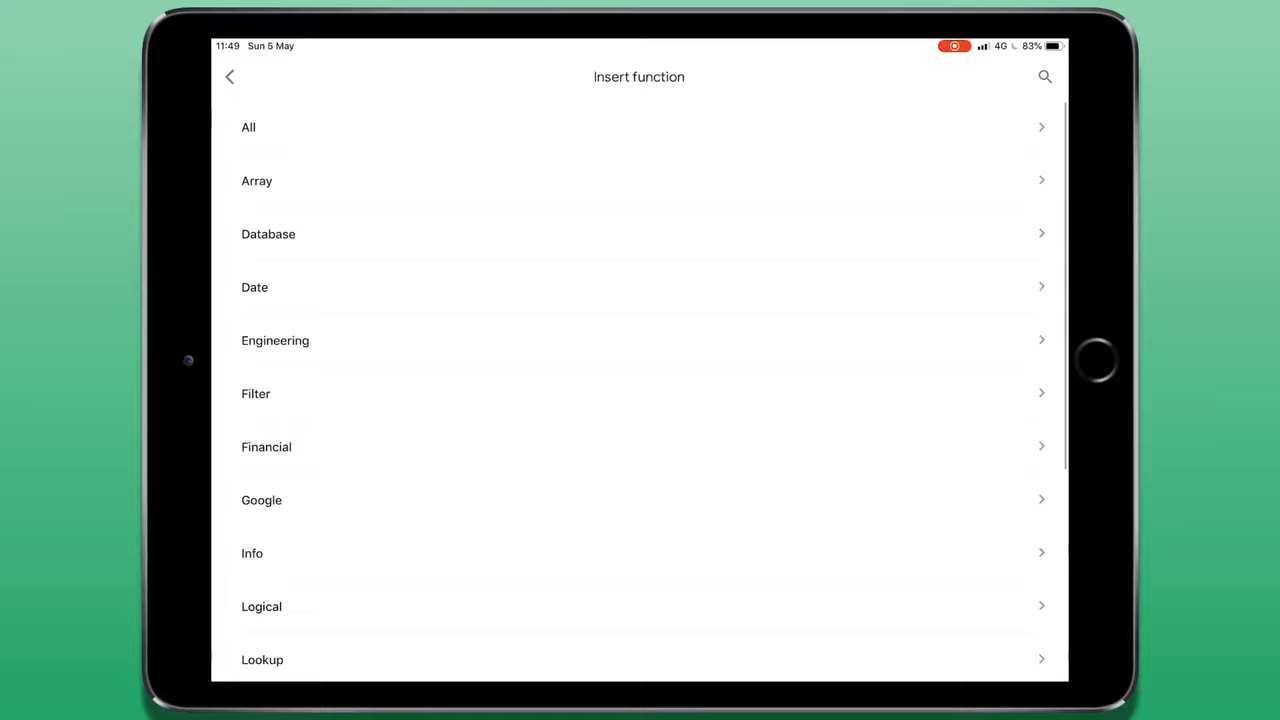 11:49 Sun 5 May 4G 83%
Insert function
All
Array
Database
Date
Engineering
Filter
Financial
Google
Info
Logical
Lookup